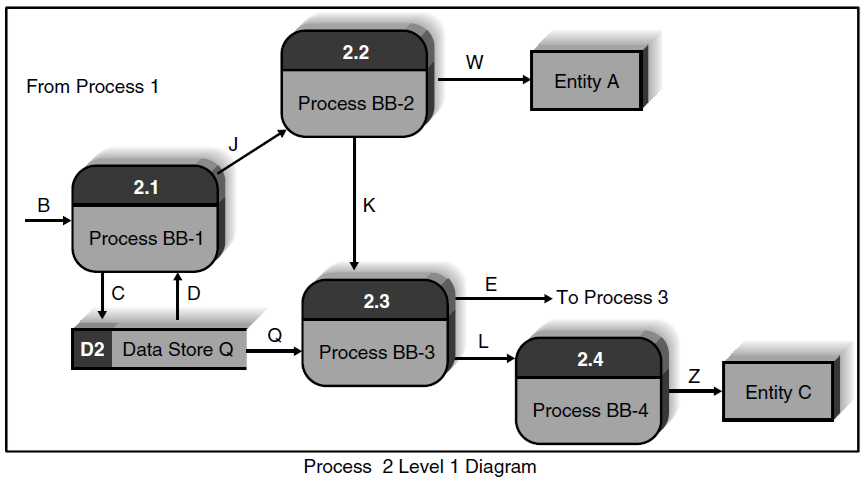 2.2
W
Entity A
From Process 1
Process BB-2
J
2.1
K
B
Process BB-1
C
D
2.3
E
To Process 3
D2
Data Store Q
Q
Process BB-3
L
2.4
Z
Entity C
Process BB-4
Process 2 Level 1 Diagram